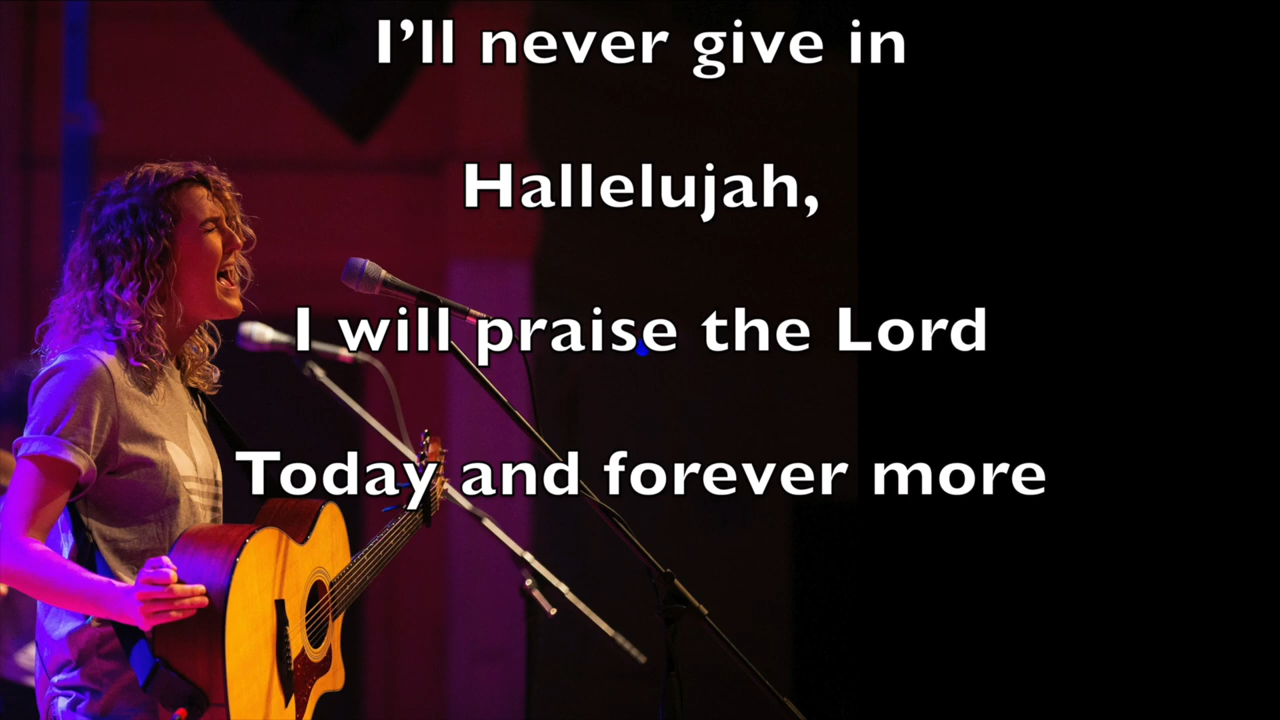 I’ll never give in
Hallelujah,
I will praise the Lord
Today and forever more